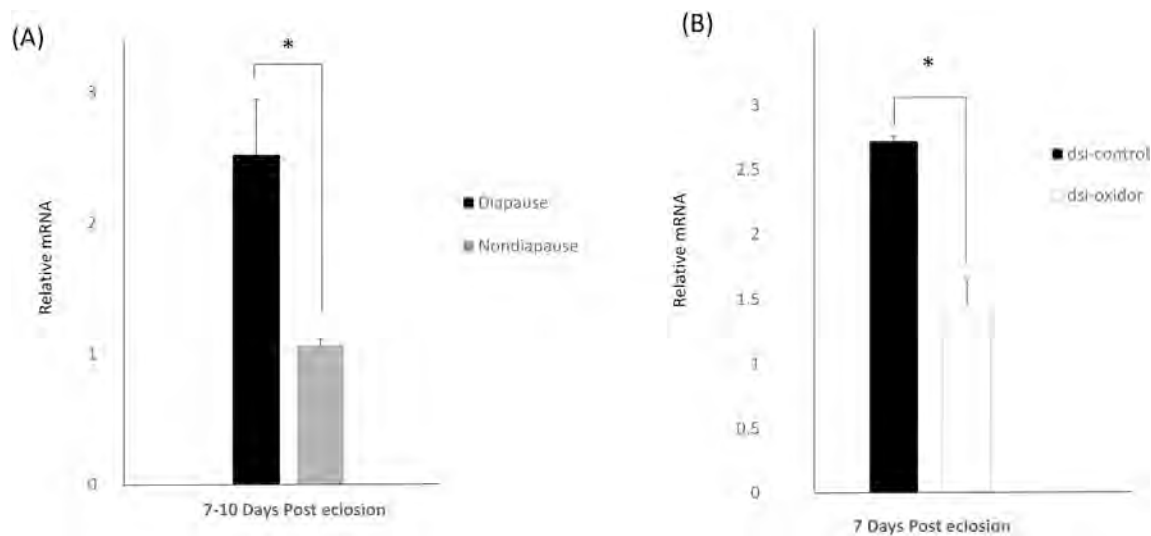 (A)
*
3
2
1
0
Relative mRNA
Diapause
Nondiapause
7-10 Days Post eclosion
(B)
*
3
2.5
2
1.5
1
0.5
0
Relative mRNA
dsi-control
dsi-oxidor
7 Days Post eclosion